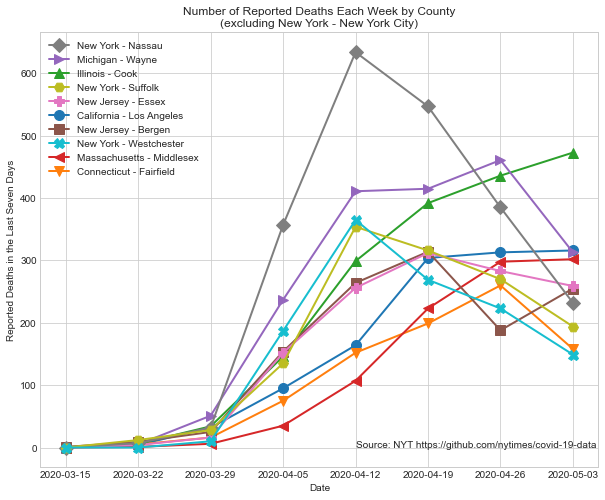 Number of Reported Deaths Each Week by County
(excluding New York - New York City)
Reported Deaths in the Last Seven Days
600
500
400
300
200
100
0
New York - Nassau
Michigan - Wayne
Illinois - Cook
New York - Suffolk
New Jersey - Essex
California - Los Angeles
New Jersey - Bergen
New York - Westchester
Massachusetts - Middlesex
Connecticut - Fairfield
Source: NYT https://github.com/nytimes/covid-19-data
2020-03-15 2020-03-22 2020-03-29 2020-04-05 2020-04-12 2020-04-19 2020-04-26 2020-05-03
Date